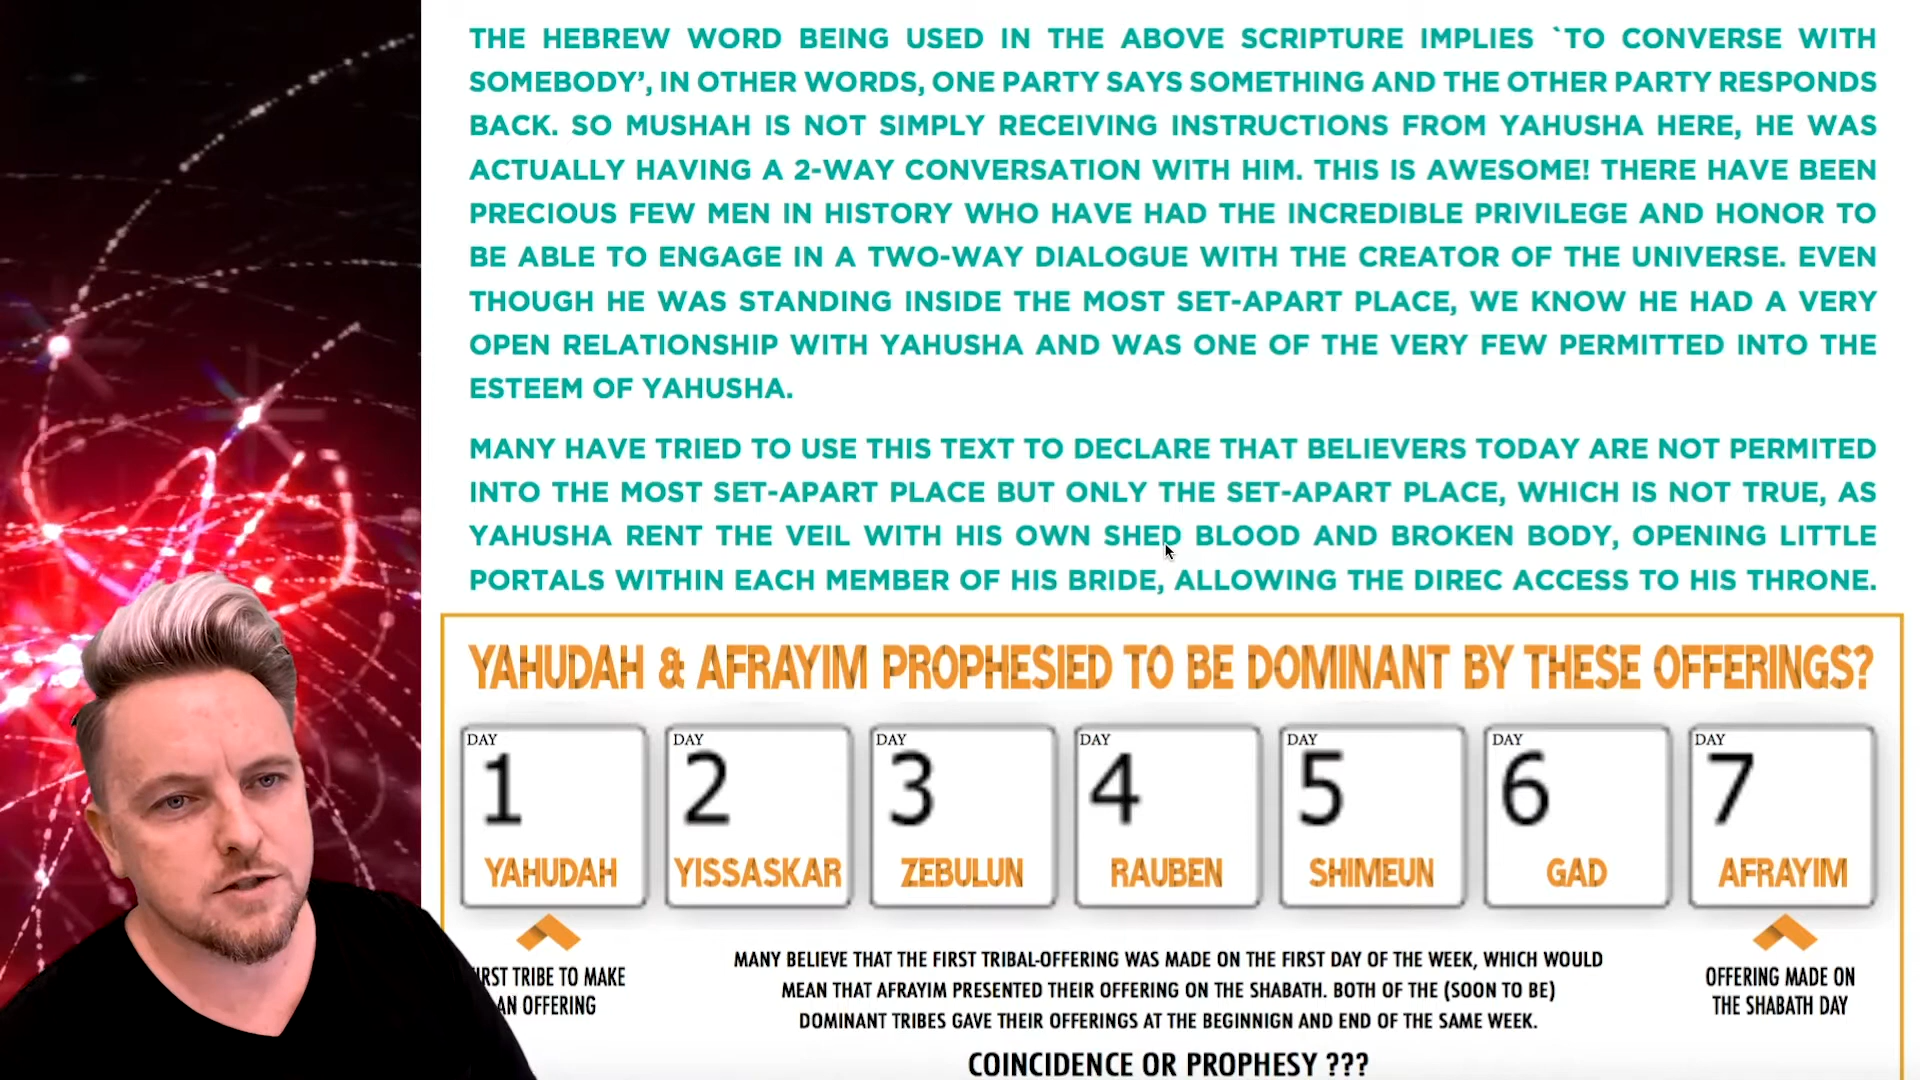 THE HEBREW WORD BEING USED IN THE ABOVE SCRIPTURE IMPLIES `TO CONVERSE WITH
SOMEBODY’, IN OTHER WORDS, ONE PARTY SAYS SOMETHING AND THE OTHER PARTY RESPONDS
BACK. SO MUSHAH IS NOT SIMPLY RECEIVING INSTRUCTIONS FROM YAHUSHA HERE, HE WAS
ACTUALLY HAVING A 2-WAY CONVERSATION WITH HIM. THIS IS AWESOME! THERE HAVE BEEN
PRECIOUS FEW MEN IN HISTORY WHO HAVE HAD THE INCREDIBLE PRIVILEGE AND HONOR TO
BE ABLE TO ENGAGE IN A TWO-WAY DIALOGUE WITH THE CREATOR OF THE UNIVERSE. EVEN
THOUGH HE WAS STANDING INSIDE THE MOST SET-APART PLACE, WE KNOW HE HAD A VERY
OPEN RELATIONSHIP WITH YAHUSHA AND WAS ONE OF THE VERY FEW PERMITTED INTO THE
ESTEEM OF YAHUSHA.
MANY HAVE TRIED TO USE THIS TEXT TO DECLARE THAT BELIEVERS TODAY ARE NOT PERMITED
INTO THE MOST SET-APART PLACE BUT ONLY THE SET-APART PLACE, WHICH IS NOT TRUE, AS
YAHUSHA RENT THE VEIL WITH HIS OWN SHED BLOOD AND BROKEN BODY, OPENING LITTLE
PORTALS WITHIN EACH MEMBER OF HIS BRIDE, ALLOWING THE DIREC ACCESS TO HIS THRONE.
YAHUDAH & AFRAYIM PROPHESIED TO BE DOMINANT BY THESE OFFERINGS?
DAY DAY DAY DAY DAY DAY DAY
1 2 3 4 5 6 7
YAHUDAH YISSASKAR ZEBULUN RAUBEN SHIMEUN GAD AFRAYIM
RST TRIBE TO MAKE
AN OFFERING
MANY BELIEVE THAT THE FIRST TRIBAL-OFFERING WAS MADE ON THE FIRST DAY OF THE WEEK, WHICH WOULD
MEAN THAT AFRAYIM PRESENTED THEIR OFFERING ON THE SHABATH. BOTH OF THE (SOON TO BE)
DOMINANT TRIBES GAVE THEIR OFFERINGS AT THE BEGINNIGN AND END OF THE SAME WEEK.
OFFERING MADE ON
THE SHABATH DAY
COINCIDENCE OR PROPHESY ???